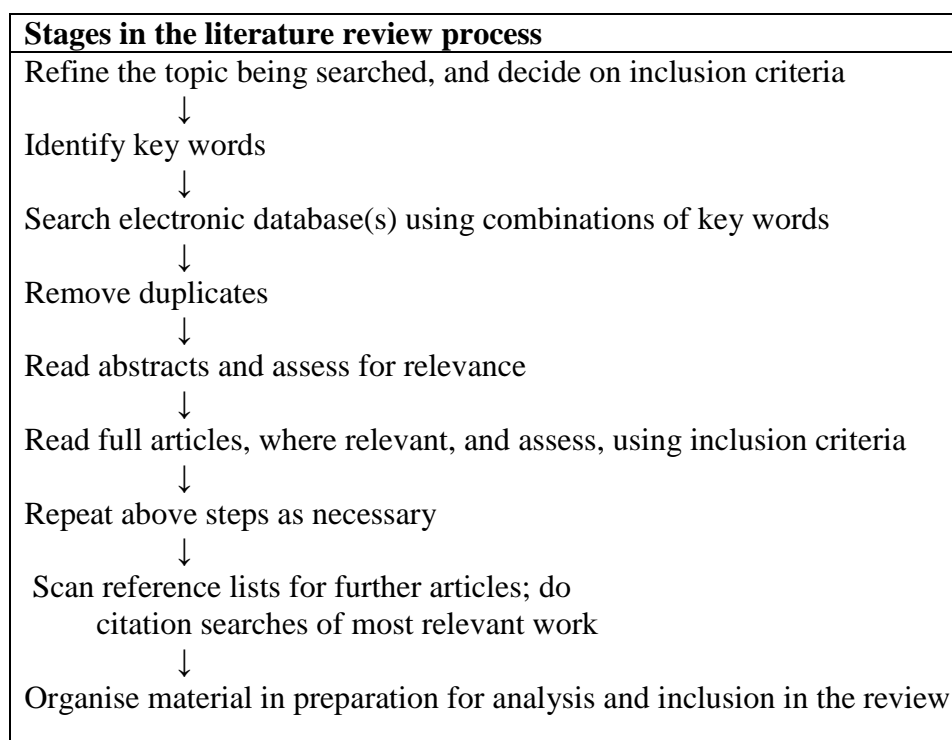 Stages in the literature review process
Refine the topic being searched, and decide on inclusion criteria
↓
Identify key words
↓
Search electronic database(s) using combinations of key words
↓
Remove duplicates
↓
Read abstracts and assess for relevance
↓
Read full articles, where relevant, and assess, using inclusion criteria
↓
Repeat above steps as necessary
↓
Scan reference lists for further articles; do
citation searches of most relevant work
↓
Organise material in preparation for analysis and inclusion in the review